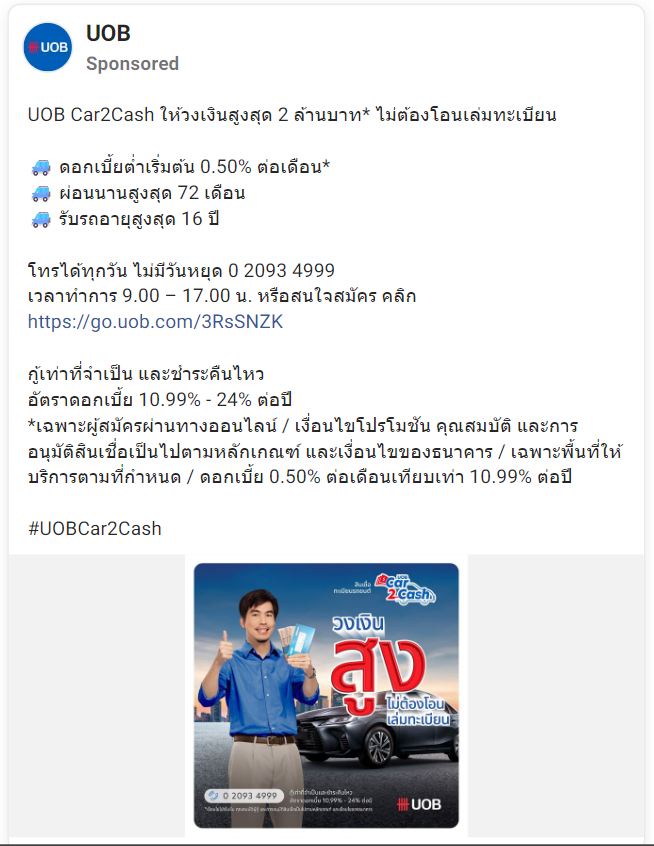 UOB
UOB
Sponsored
UOB Car2Cash ให้วงเงินสูงสุด 2 ล้านบาท* ไม่ต้องโอนเล่มทะเบียน
ดอกเบี้ยต่ำเริ่มต้น 0.50% ต่อเดือน*
ผ่อนนานสูงสุด 72 เดือน
รับรถอายุสูงสุด 16 ปี
โทรได้ทุกวัน ไม่มีวันหยุด 0 2093 4999
เวลาทำการ 9.00 – 17.00 น. หรือสนใจสมัคร คลิก
https://go.uob.com/3RsSNZK
กู้เท่าที่จำเป็น และชำระคืนไหว
อัตราดอกเบี้ย 10.99% - 24% ต่อปี
*เฉพาะผู้สมัครผ่านทางออนไลน์ / เงื่อนไขโปรโมชัน คุณสมบัติ และการ
อนุมัติสินเชื่อเป็นไปตามหลักเกณฑ์ และเงื่อนไขของธนาคาร / เฉพาะพื้นที่ให้
บริการตามที่กำหนด / ดอกเบี้ย 0.50% ต่อเดือนเทียบเท่า 10.99% ต่อปี
#UOBCar2Cash
สินเชื่อ
ทะเบียนรถยนต์
UOB
Car
2Cash
วงเงิน
สูง
ไม่ต้องโอน
เล่มทะเบียน
0 2093 4999
กู้เท่าที่จำเป็นและชำระคืนไหว
อัตราดอกเบี้ย 10.99% - 24% ต่อปี
UOB